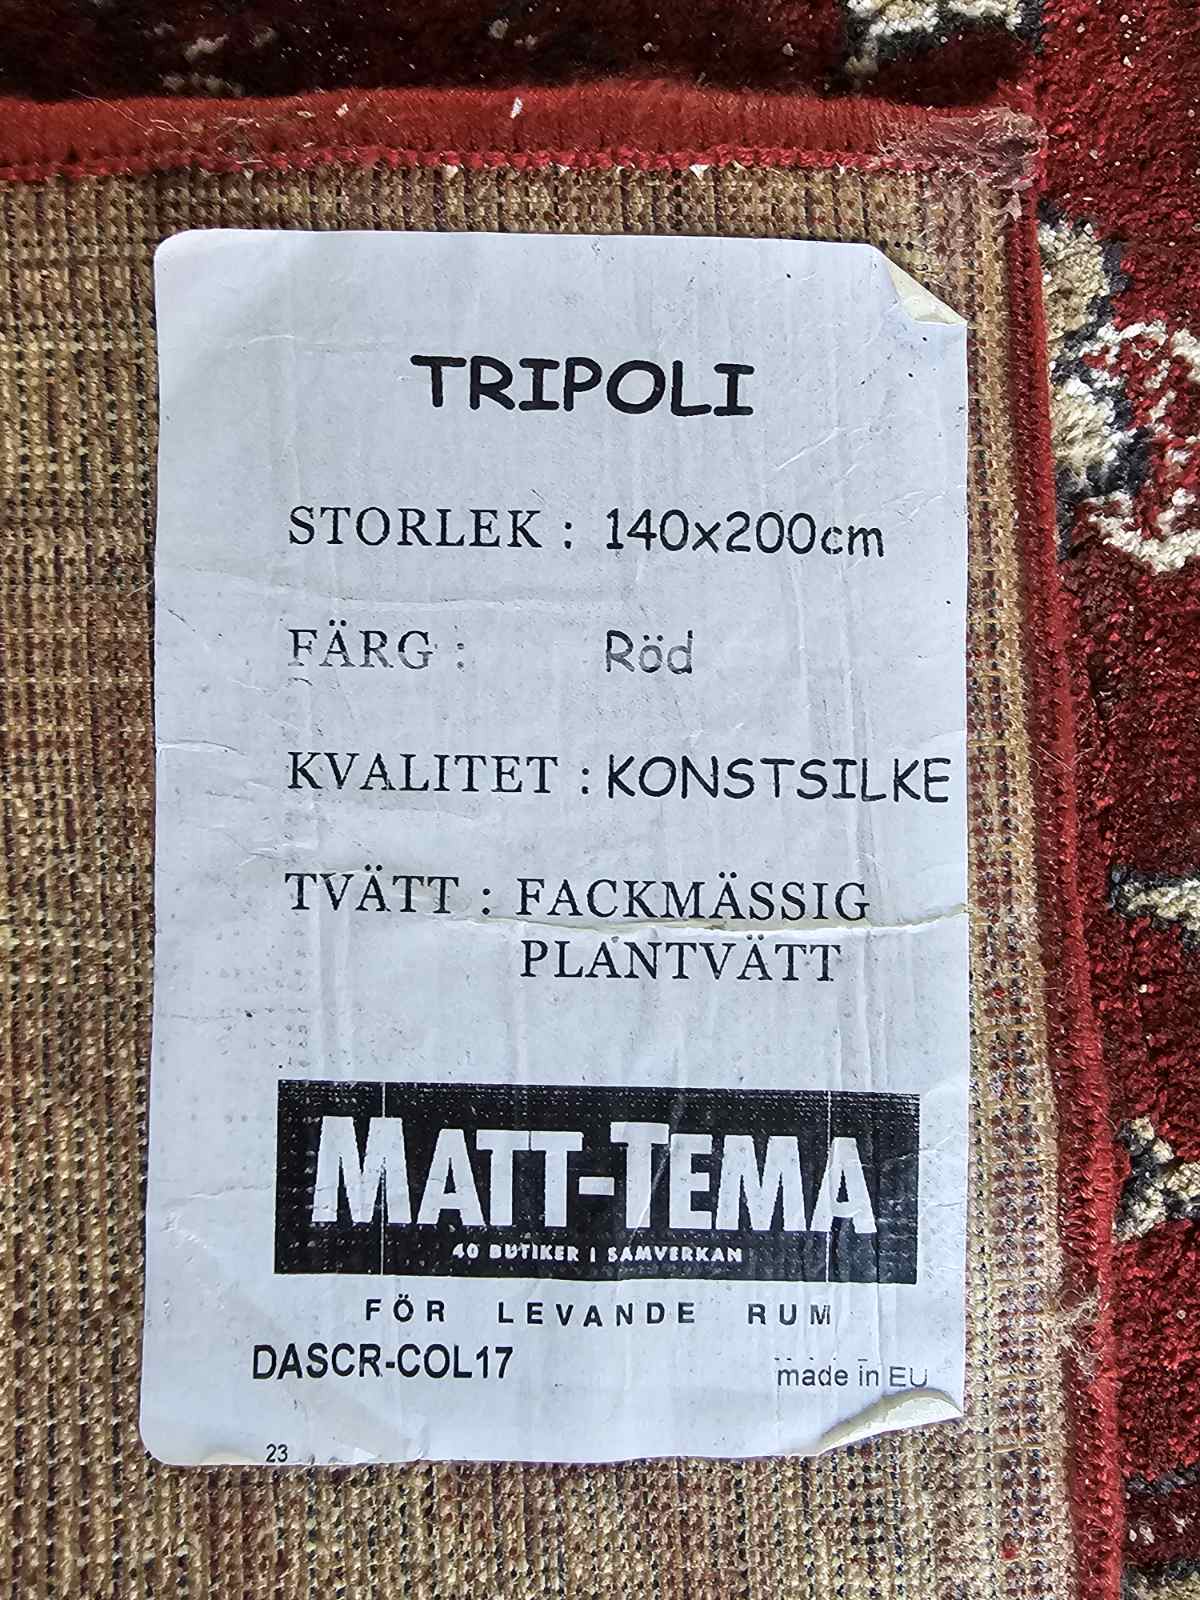 TRIPOLI
STORLEK : 140x200cm
FÄRG : Röd
KVALITET : KONSTSILKE
TVÄTT : FACKMÄSSIG
PLANTVÄTT
MATT-TEMA
40 BUTIKER I SAMVERKAN
FÖR LEVANDE RUM
DASCR-COL17
made in EU
23